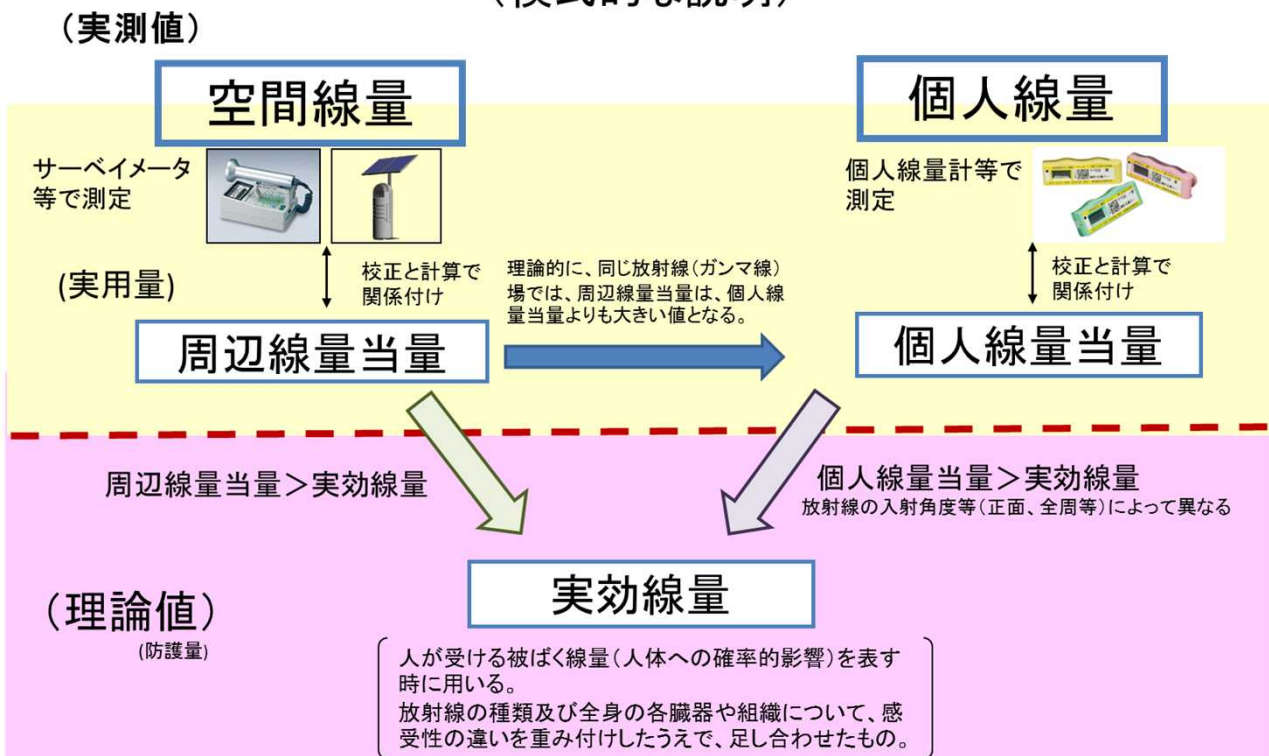 （模式的な説明）
（実測値）
空間線量
個人線量
サーベイメータ
等で測定
個人線量計等で
測定
(実用量)
校正と計算で
関係付け
理論的に、同じ放射線（ガンマ線）
場では、周辺線量当量は、個人線
量当量よりも大きい値となる。
校正と計算で
関係付け
周辺線量当量
個人線量当量
周辺線量当量＞実効線量
個人線量当量＞実効線量
放射線の入射角度等（正面、全周等）によって異なる
実効線量
（理論値）
(防護量)
人が受ける被ばく線量（人体への確率的影響）を表す
時に用いる。
放射線の種類及び全身の各臓器や組織について、感
受性の違いを重み付けしたうえで、足し合わせたもの。